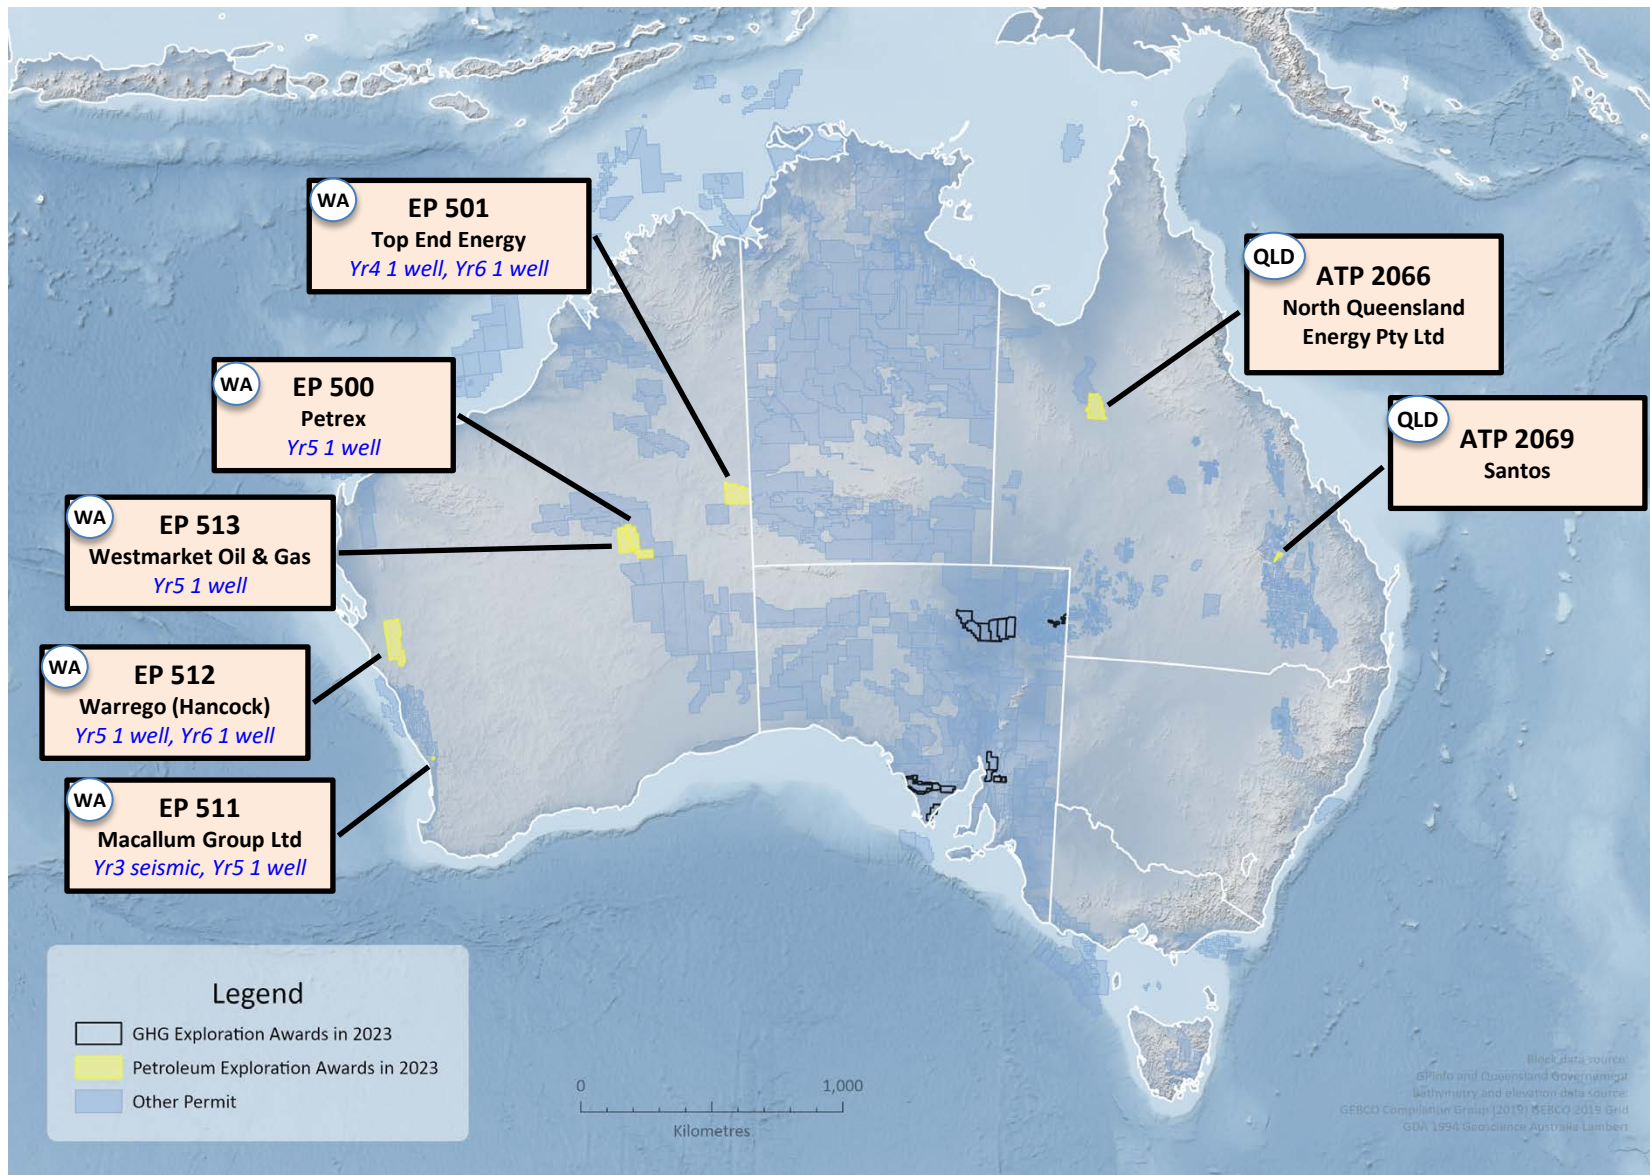 WA
EP 501
Top End Energy
Yr4 1 well, Yr6 1 well
WA
EP 500
Petrex
Yr5 1 well
WA
EP 513
Westmarket Oil & Gas
Yr5 1 well
WA
EP 512
Warrego (Hancock)
Yr5 1 well, Yr6 1 well
WA
EP 511
Macallum Group Ltd
Yr3 seismic, Yr5 1 well
QLD
ATP 2066
North Queensland
Energy Pty Ltd
QLD
ATP 2069
Santos
Legend
GHG Exploration Awards in 2023
Petroleum Exploration Awards in 2023
Other Permit
0 1,000
Kilometres
Block data source:
GPinfo and Queensland Governement
Bathymetry and elevation data source:
GEBCO Compilation Group (2019) GEBCO 2019 Grid
GDA 1994 Geoscience Australia Lambert